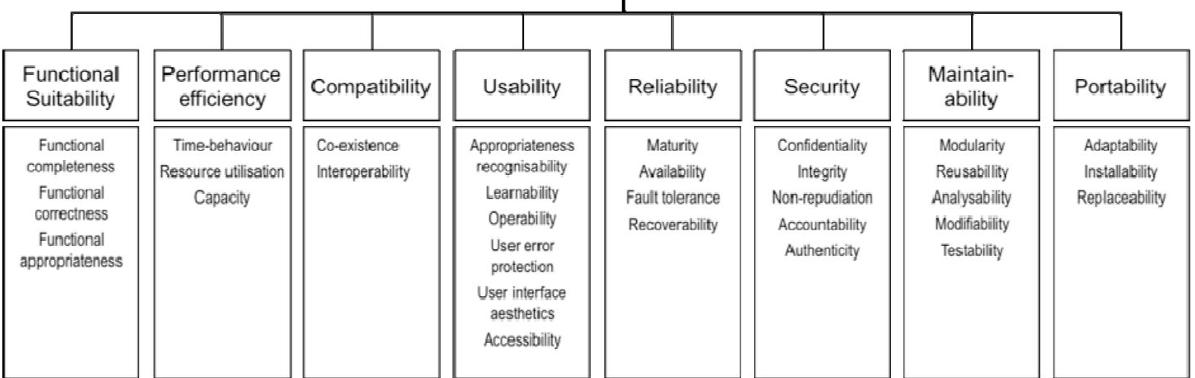 Functional
Suitability
Performance
efficiency
Compatibility
Usability
Reliability
Security
Maintain-
ability
Portability
Functional
completeness
Functional
correctness
Functional
appropriateness
Time-behaviour
Resource utilisation
Capacity
Co-existence
Interoperability
Appropriateness
recognisability
Learnability
Operability
User error
protection
User interface
aesthetics
Accessibility
Maturity
Availability
Fault tolerance
Recoverability
Confidentiality
Integrity
Non-repudiation
Accountability
Authenticity
Modularity
Reusability
Analysability
Modifiability
Testability
Adaptability
Installability
Replaceability